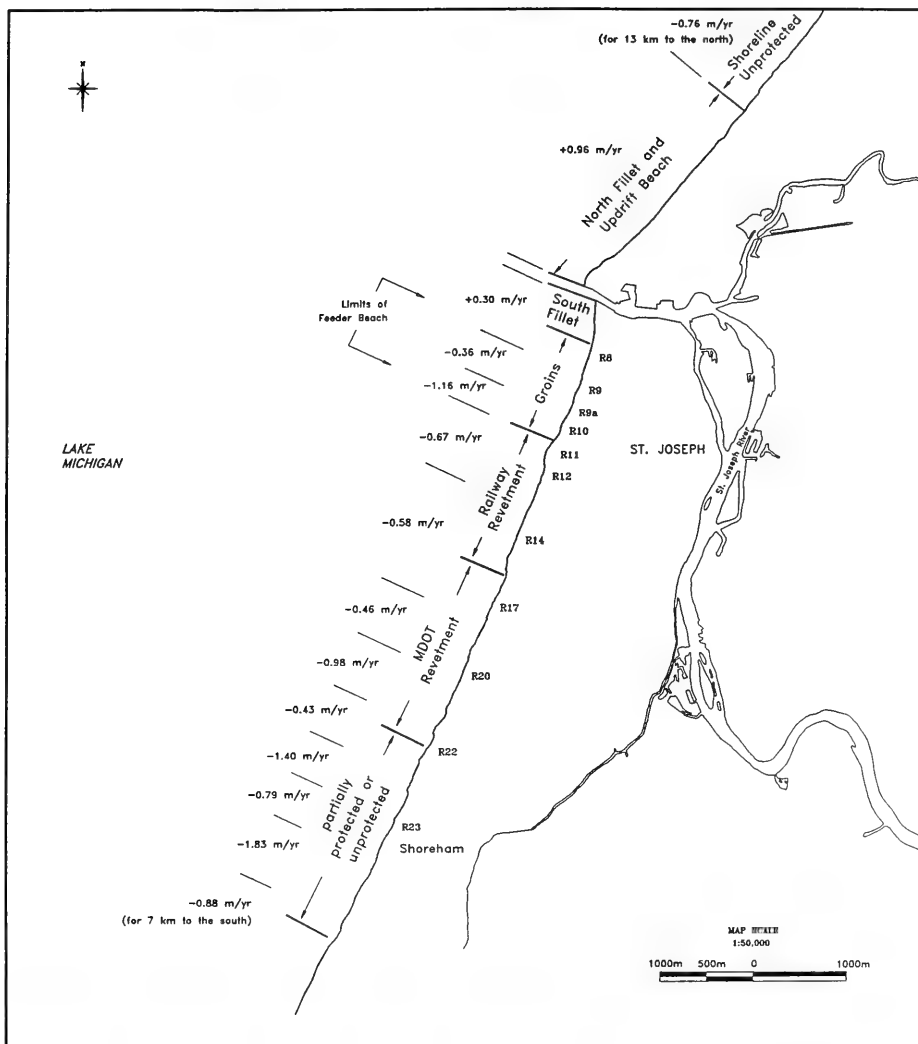 -0.76 m/yr
(for 13 km to the north)
Shoreline
Unprotected
N
+0.96 m/yr
North Fillet and
Updrift Beach
Limits of
Feeder Beach
+0.30 m/yr
South
Fillet
-0.36 m/yr
R8
-1.16 m/yr
Groins
R9
R9a
-0.67 m/yr
R10
LAKE
MICHIGAN
ST. JOSEPH
St. Joseph River
R11
R12
Railway
Revetment
-0.58 m/yr
R14
-0.46 m/yr
R17
MDOT
Revetment
-0.98 m/yr
R20
-0.43 m/yr
-1.40 m/yr
R22
-0.79 m/yr
partially
protected or
unprotected
R23
-1.83 m/yr
Shoreham
-0.88 m/yr
(for 7 km to the south)
MAP SCALE
1:50,000
1000m 500m 0 1000m